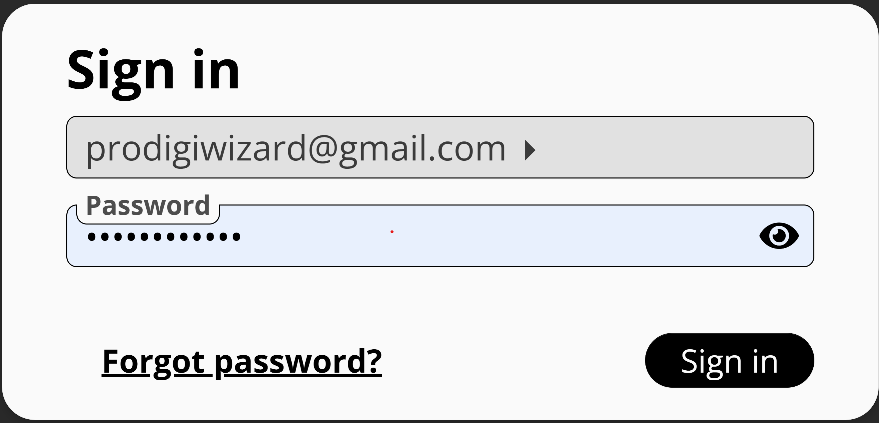 Sign in
prodigiwizard@gmail.com
Password
••••••••••••
Forgot password?
Sign in